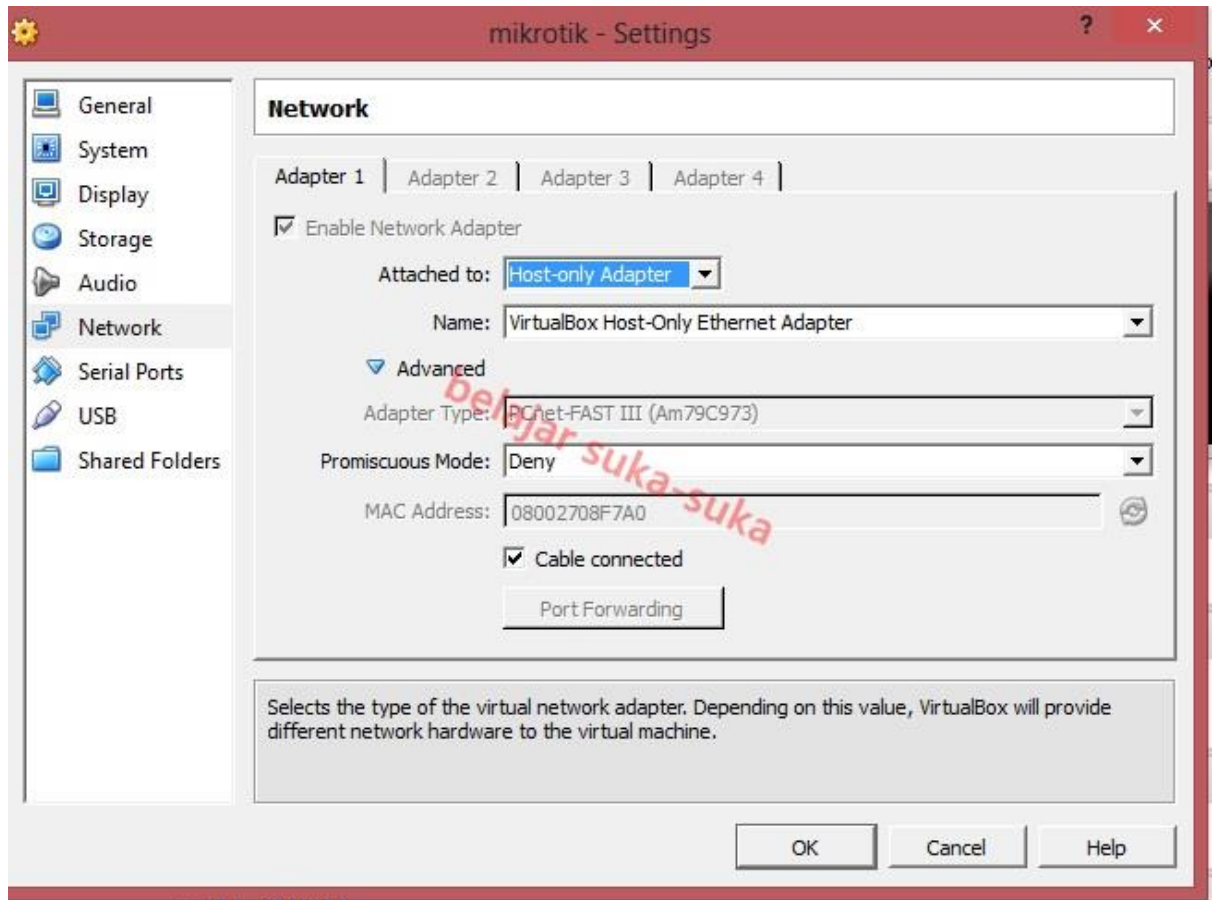 mikrotik - Settings
?
×
General
System
Display
Storage
Audio
Network
Serial Ports
USB
Shared Folders
Network
Adapter 1
Adapter 2
Adapter 3
Adapter 4
Enable Network Adapter
Attached to: Host-only Adapter
Name: VirtualBox Host-Only Ethernet Adapter
Advanced
Adapter Type: PCnet-FAST III (Am79C973)
Promiscuous Mode: Deny
MAC Address: 08002708F7A0
Cable connected
Port Forwarding
belajar suka-suka
Selects the type of the virtual network adapter. Depending on this value, VirtualBox will provide
different network hardware to the virtual machine.
OK
Cancel
Help